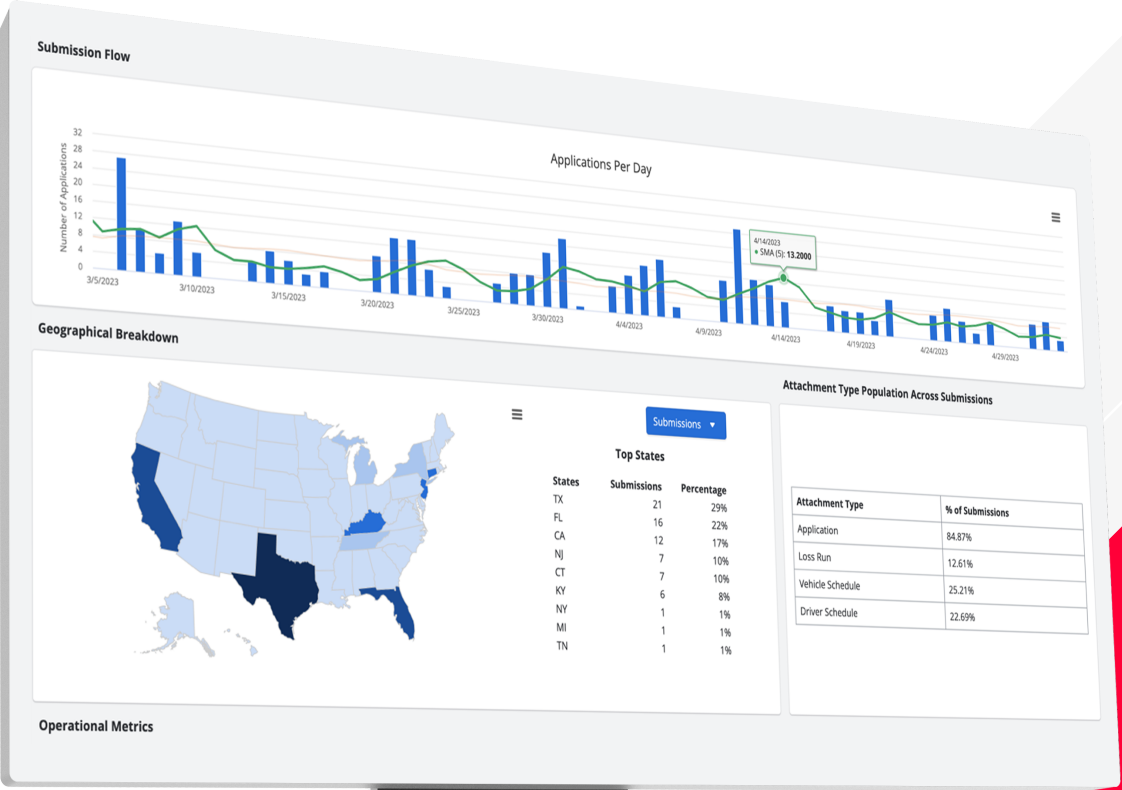 Submission Flow
Applications Per Day
Number of Applications
32
28
24
20
16
12
8
4
0
3/5/2023
3/10/2023
3/15/2023
3/20/2023
3/25/2023
3/30/2023
4/4/2023
4/9/2023
4/14/2023
4/19/2023
4/24/2023
4/29/2023
4/14/2023
SMA (5): 13.2000
Geographical Breakdown
Submissions ▼
Top States
States Submissions Percentage
TX 21 29%
FL 16 22%
CA 12 17%
NJ 7 10%
CT 7 10%
KY 6 8%
NY 1 1%
MI 1 1%
TN 1 1%
Attachment Type Population Across Submissions
Attachment Type % of Submissions
Application 84.87%
Loss Run 12.61%
Vehicle Schedule 25.21%
Driver Schedule 22.69%
Operational Metrics